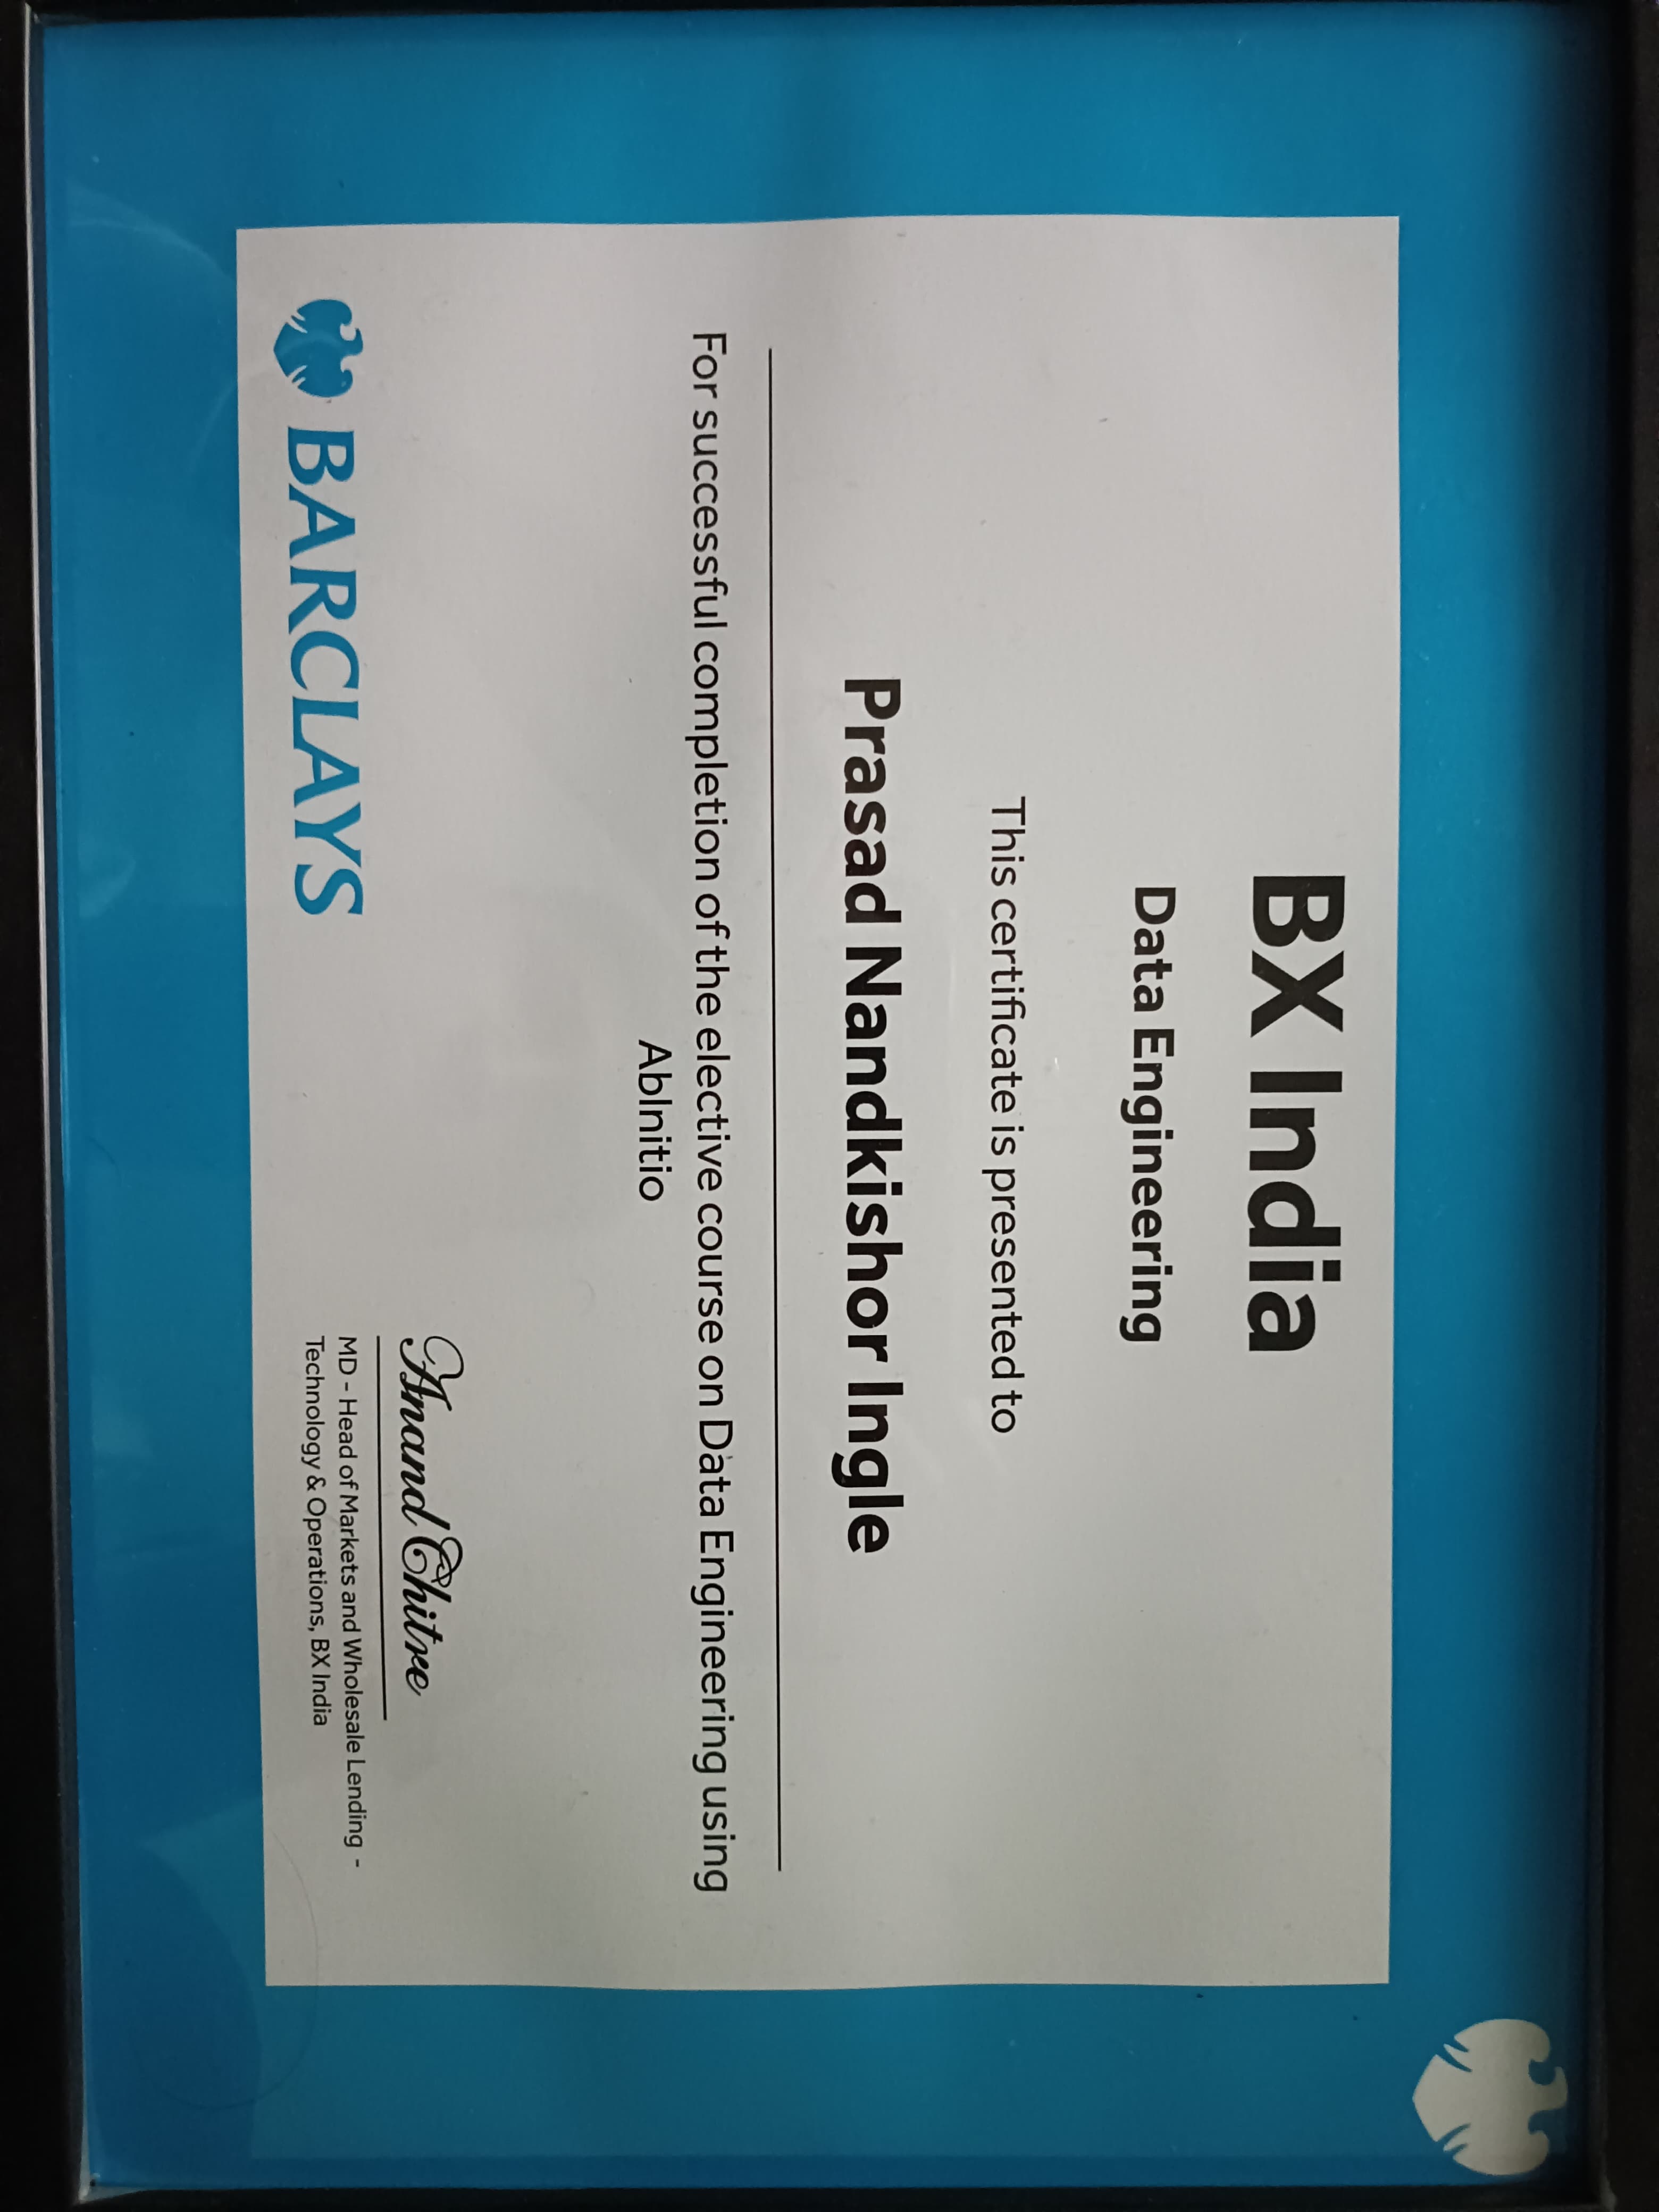 BX India
Data Engineering
This certificate is presented to
Prasad Nandkishor Ingle
For successful completion of the elective course on Data Engineering using
AbInitio
Anand Chitre
MD - Head of Markets and Wholesale Lending -
Technology & Operations, BX India
BARCLAYS